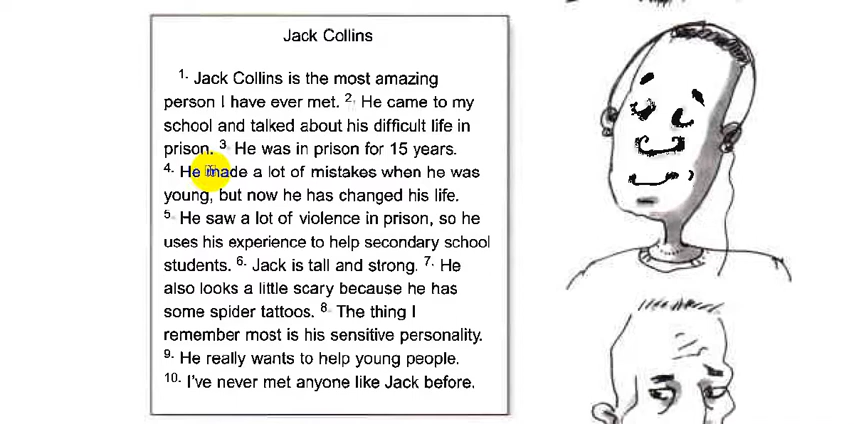 Jack Collins
1. Jack Collins is the most amazing
person I have ever met. 2. He came to my
school and talked about his difficult life in
prison. 3. He was in prison for 15 years.
4. He made a lot of mistakes when he was
young, but now he has changed his life.
5. He saw a lot of violence in prison, so he
uses his experience to help secondary school
students. 6. Jack is tall and strong. 7. He
also looks a little scary because he has
some spider tattoos. 8. The thing I
remember most is his sensitive personality.
9. He really wants to help young people.
10. I've never met anyone like Jack before.